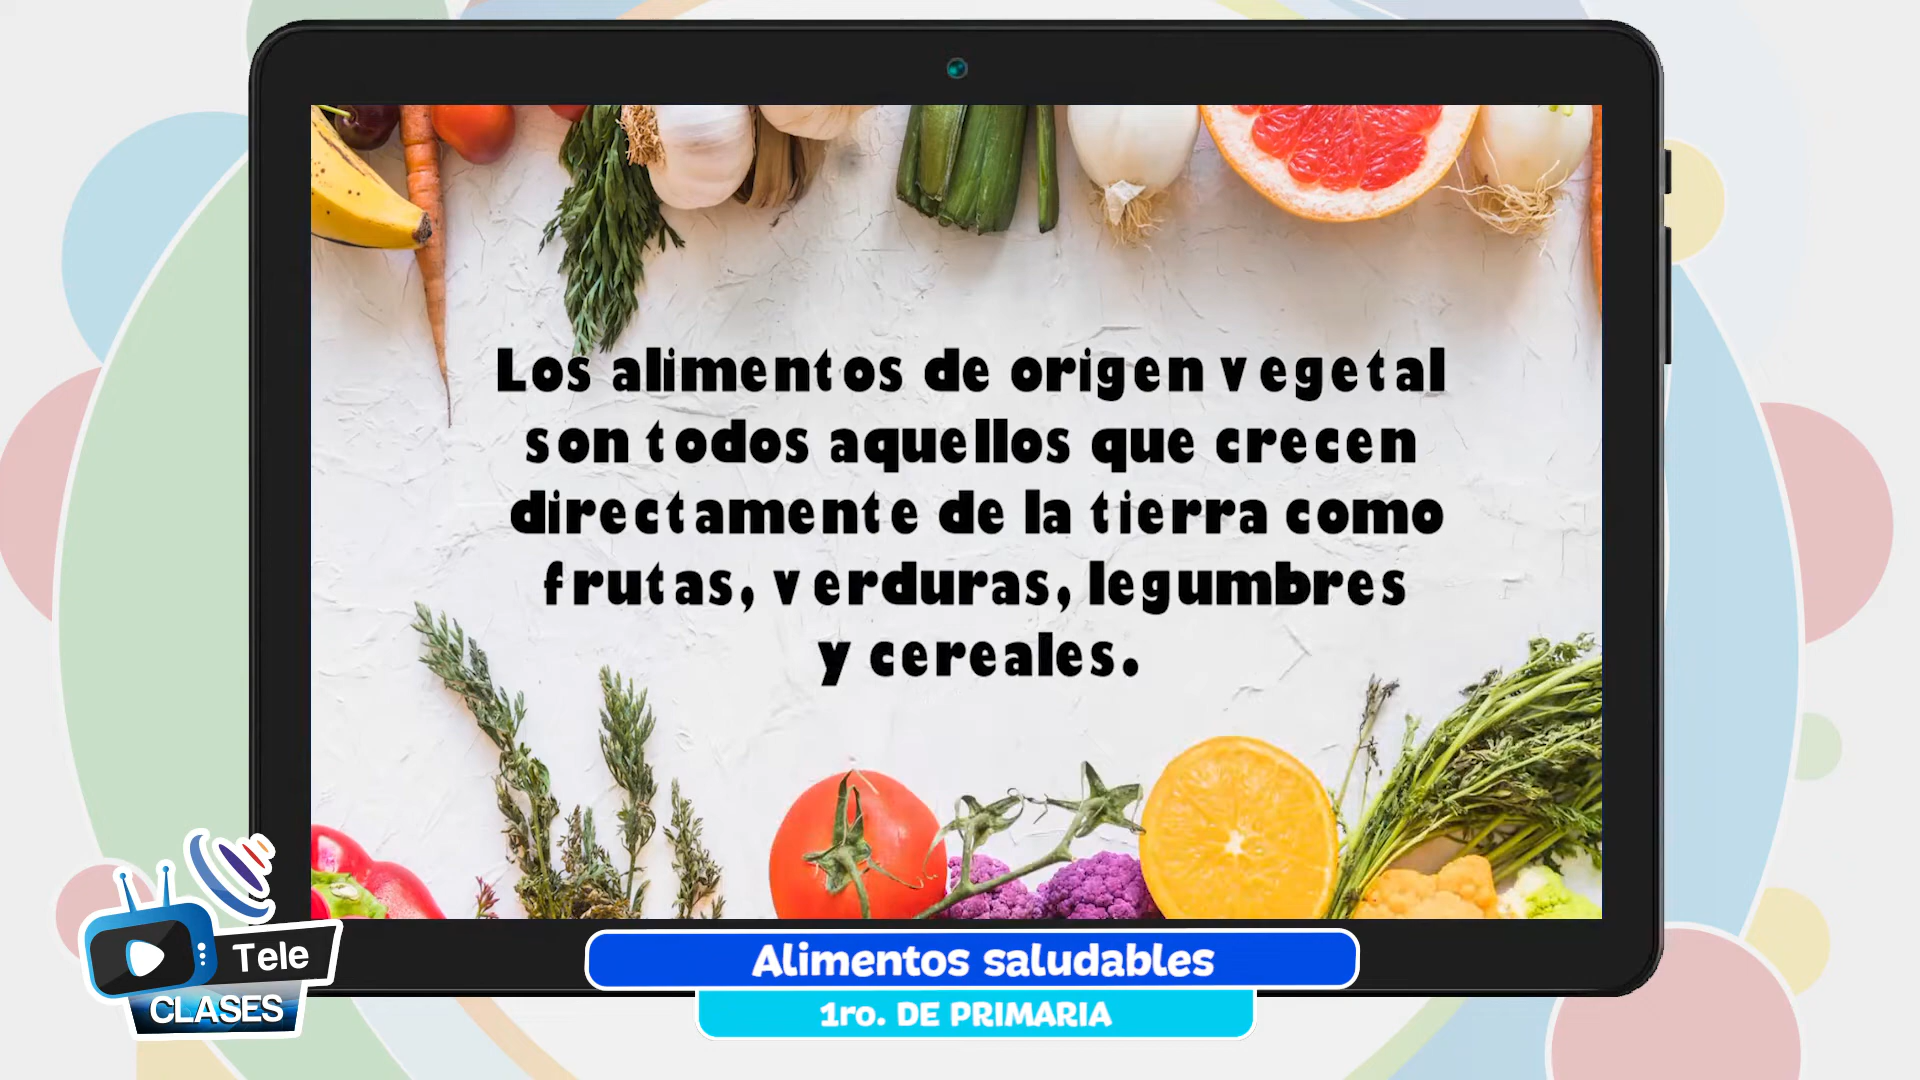 Los alimentos de origen vegetal
son todos aquellos que crecen
directamente de la tierra como
frutas, verduras, legumbres
y cereales.
Tele
CLASES
Alimentos saludables
1ro. DE PRIMARIA